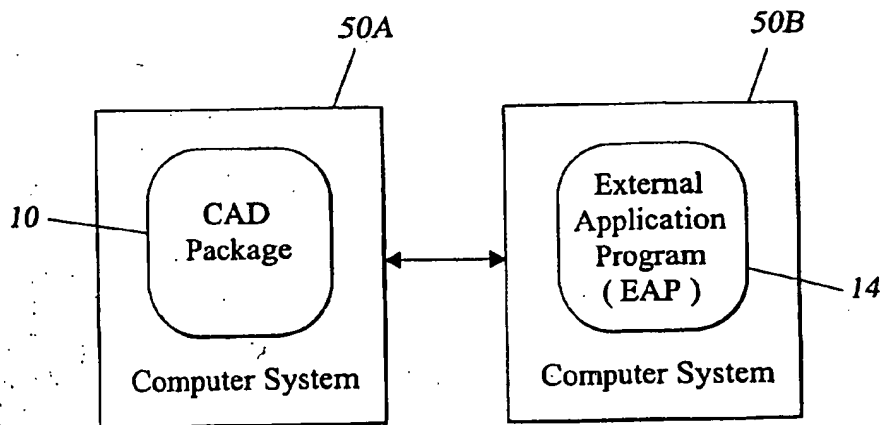 50A
50B
10
CAD
Package
External
Application
Program
( EAP )
14
Computer System
Computer System